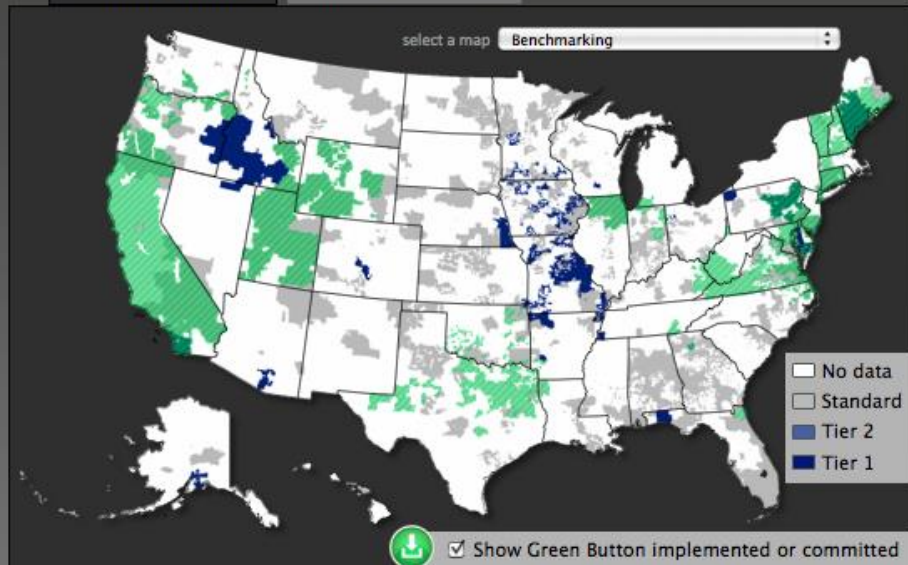 select a map Benchmarking
No data
Standard
Tier 2
Tier 1
Show Green Button implemented or committed